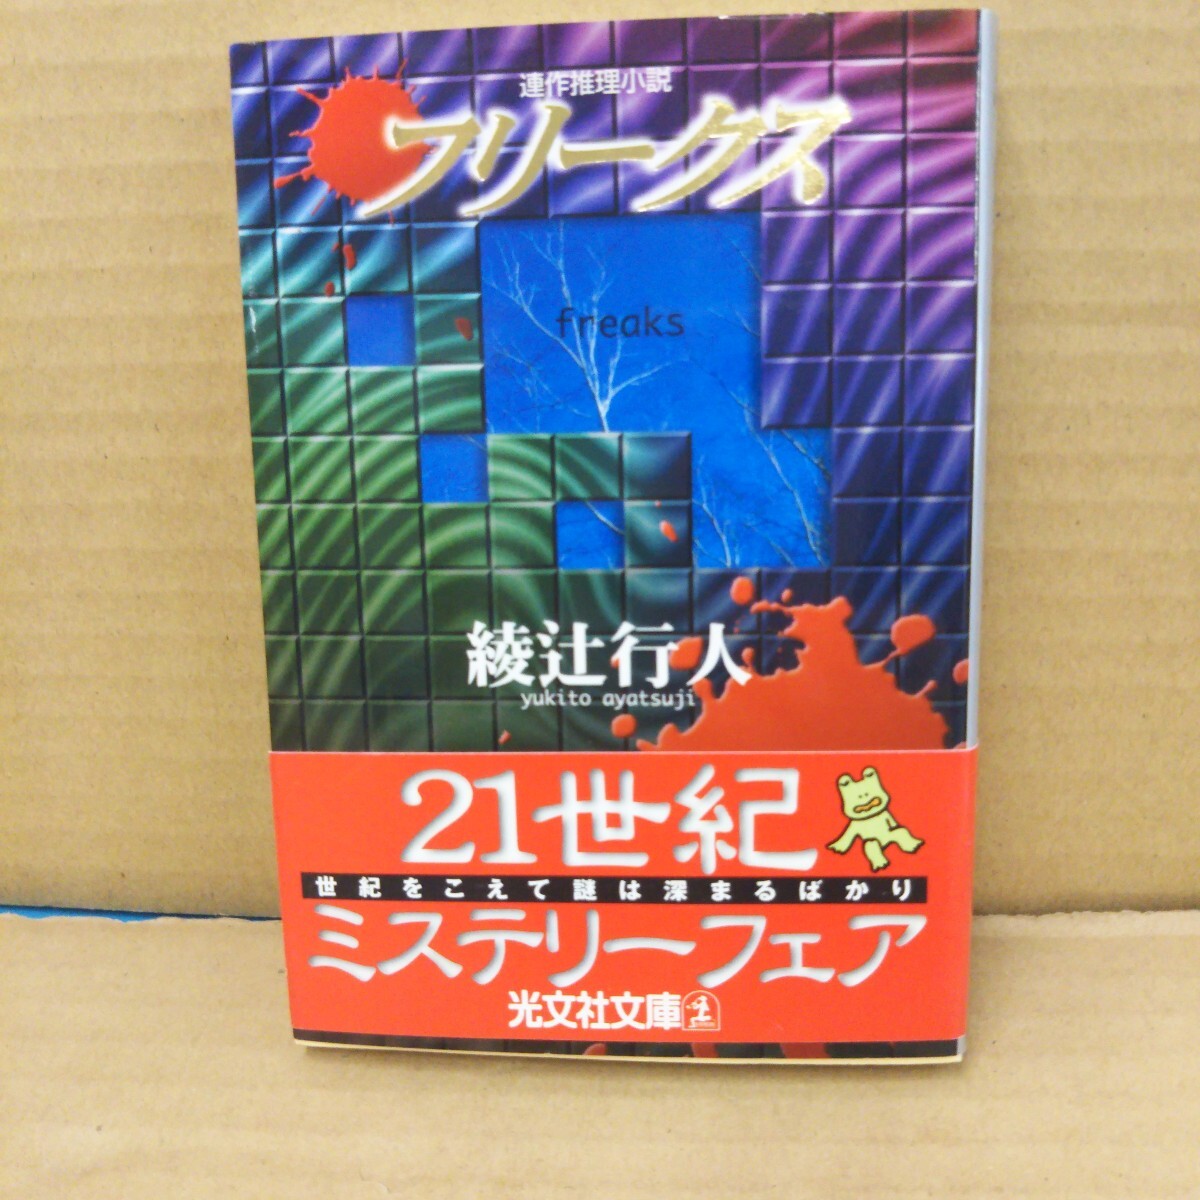 連作推理小説
フリークス
freaks
綾辻行人
yukito ayatsuji
21世紀
世紀をこえて謎は深まるばかり
ミステリーフェア
光文社文庫